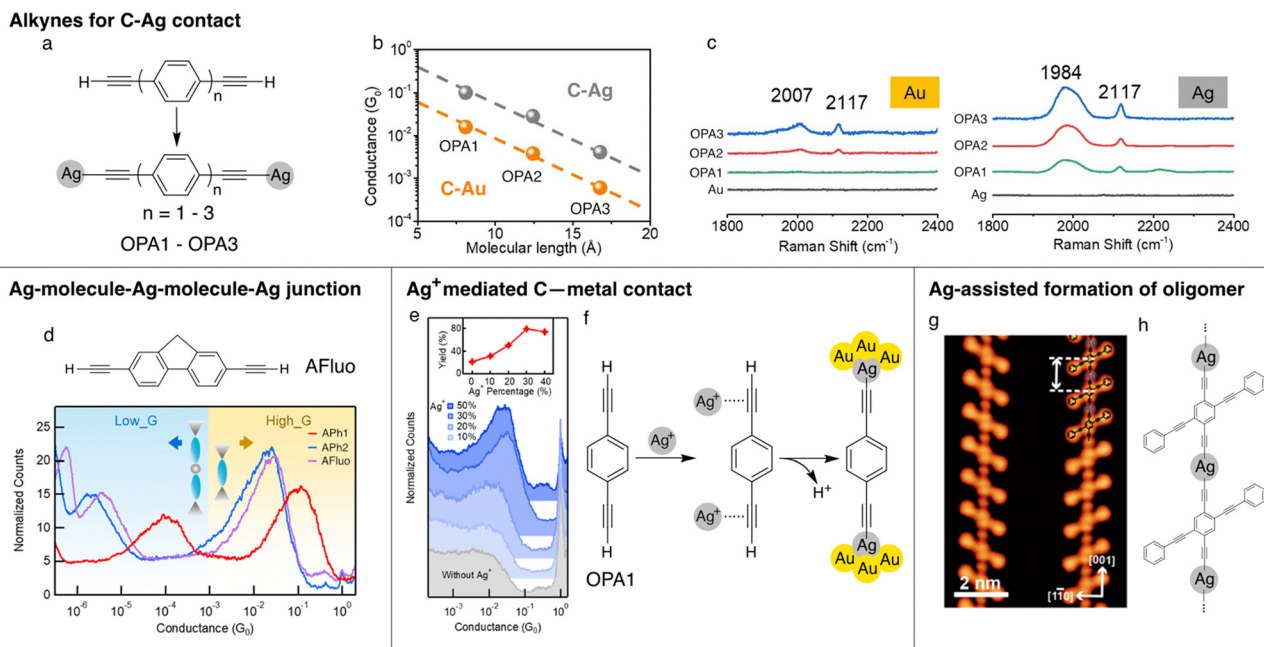 Alkynes for C-Ag contact
a
H
H
n
Ag
Ag
n
n = 1 - 3
OPA1 - OPA3
b
Conductance (G₀)
10⁰
10⁻¹
10⁻²
10⁻³
10⁻⁴
C-Ag
OPA1
C-Au
OPA2
OPA3
5 10 15 20
Molecular length (Å)
c
2007
2117
Au
OPA3
OPA2
OPA1
Au
1800 2000 2200 2400
Raman Shift (cm⁻¹)
1984
2117
Ag
OPA3
OPA2
OPA1
Ag
1800 2000 2200 2400
Raman Shift (cm⁻¹)
Ag-molecule-Ag-molecule-Ag junction
d
H
H
AFluo
Normalized Counts
25
20
15
10
5
0
Low_G
High_G
APh1
APh2
AFluo
10⁻⁶ 10⁻⁵ 10⁻⁴ 10⁻³ 10⁻² 10⁻¹ 10⁰
Conductance (G₀)
Ag⁺ mediated C—metal contact
e
Yield (%)
80
40
0
0 10 20 30 40
Ag⁺ Percentage (%)
Ag⁺
50%
30%
20%
10%
Normalized Counts
Without Ag⁺
10⁻³ 10⁻² 10⁻¹ 10⁰
Conductance (G₀)
f
H
H
OPA1
Ag⁺
Ag⁺
Ag⁺
H
H
H⁺
Au
Au
Au
Ag
Ag
Au
Au
Au
Ag-assisted formation of oligomer
g
2 nm
[001]
[11̄0]
h
Ag
Ag
Ag